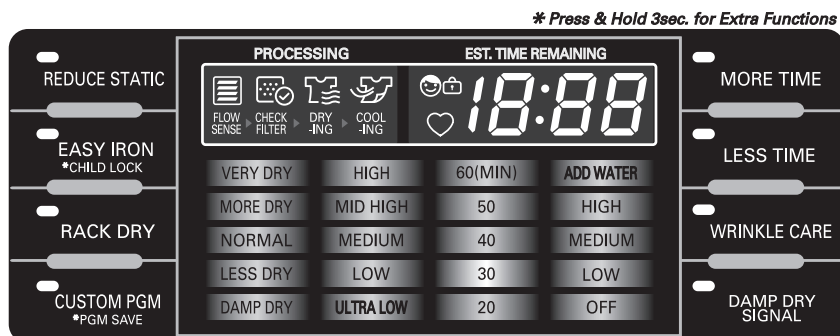 * Press & Hold 3sec. for Extra Functions
PROCESSING
EST. TIME REMAINING
REDUCE STATIC
EASY IRON
*CHILD LOCK
RACK DRY
CUSTOM PGM
*PGM SAVE
FLOW SENSE
CHECK FILTER
DRY -ING
COOL -ING
18:88
VERY DRY HIGH 60(MIN) ADD WATER
MORE DRY MID HIGH 50 HIGH
NORMAL MEDIUM 40 MEDIUM
LESS DRY LOW 30 LOW
DAMP DRY ULTRA LOW 20 OFF
MORE TIME
LESS TIME
WRINKLE CARE
DAMP DRY
SIGNAL